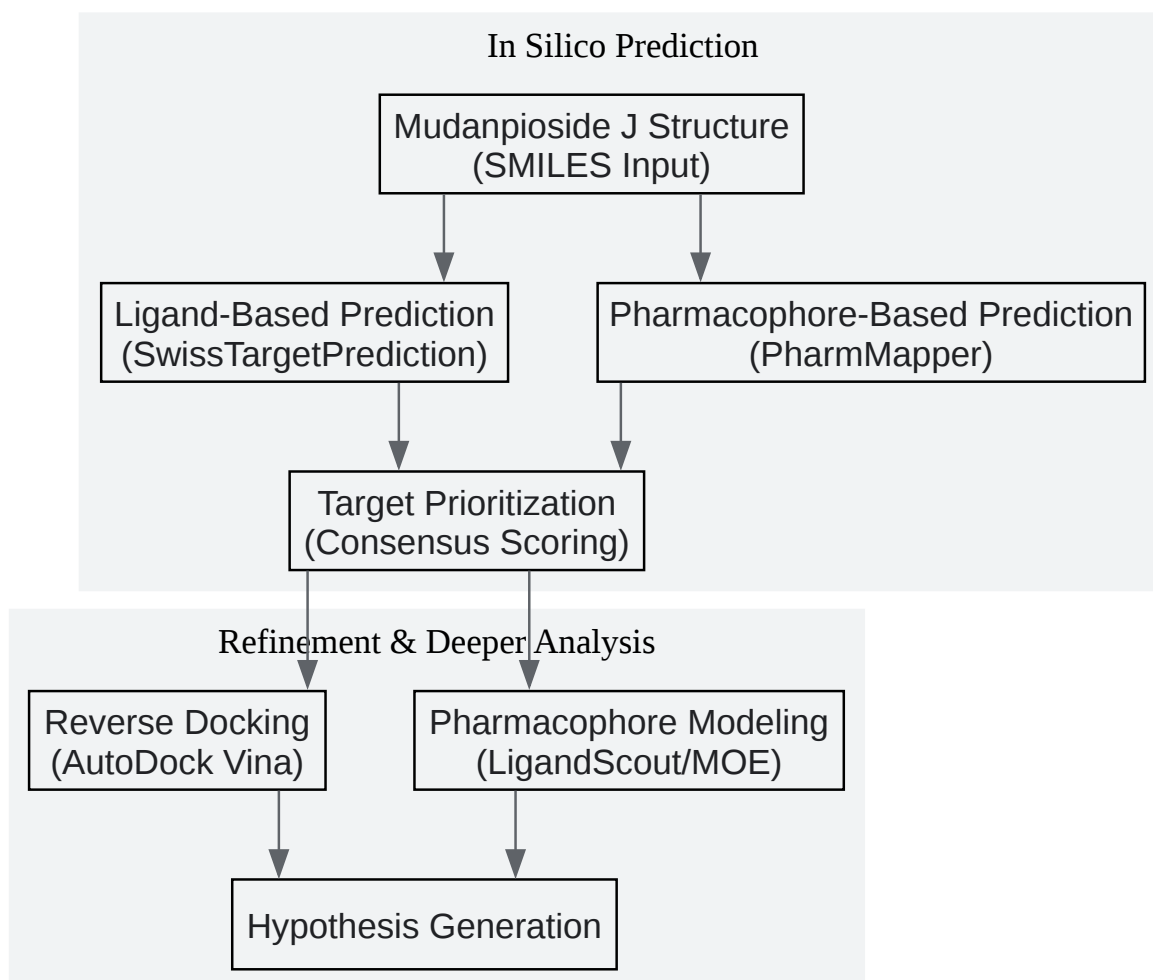 In Silico Prediction
Mudanpioside J Structure
(SMILES Input)
Ligand-Based Prediction
(SwissTargetPrediction)
Pharmacophore-Based Prediction
(PharmMapper)
Target Prioritization
(Consensus Scoring)
Refinement & Deeper Analysis
Reverse Docking
(AutoDock Vina)
Pharmacophore Modeling
(LigandScout/MOE)
Hypothesis Generation